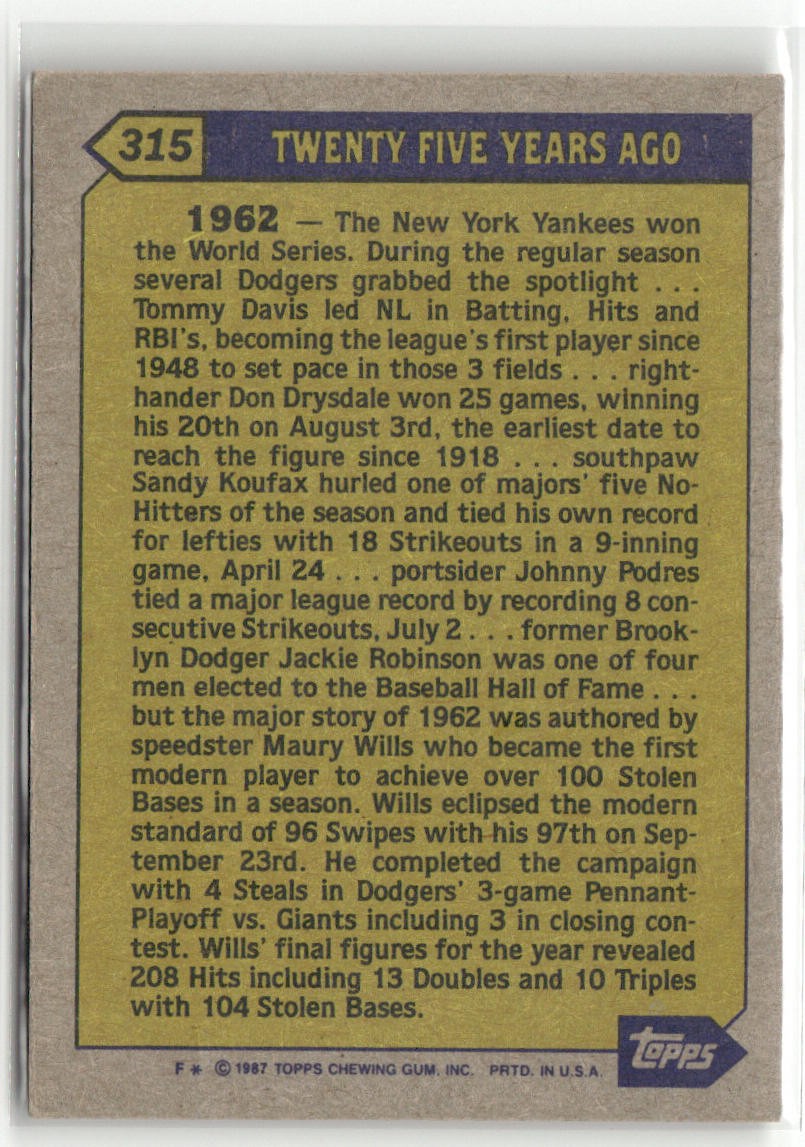 315 TWENTY FIVE YEARS AGO
1962 — The New York Yankees won
the World Series. During the regular season
several Dodgers grabbed the spotlight . . .
Tommy Davis led NL in Batting, Hits and
RBI's, becoming the league's first player since
1948 to set pace in those 3 fields . . . right-
hander Don Drysdale won 25 games, winning
his 20th on August 3rd, the earliest date to
reach the figure since 1918 . . . southpaw
Sandy Koufax hurled one of majors' five No-
Hitters of the season and tied his own record
for lefties with 18 Strikeouts in a 9-inning
game, April 24 . . . portsider Johnny Podres
tied a major league record by recording 8 con-
secutive Strikeouts, July 2 . . . former Brook-
lyn Dodger Jackie Robinson was one of four
men elected to the Baseball Hall of Fame . . .
but the major story of 1962 was authored by
speedster Maury Wills who became the first
modern player to achieve over 100 Stolen
Bases in a season. Wills eclipsed the modern
standard of 96 Swipes with his 97th on Sep-
tember 23rd. He completed the campaign
with 4 Steals in Dodgers' 3-game Pennant-
Playoff vs. Giants including 3 in closing con-
test. Wills' final figures for the year revealed
208 Hits including 13 Doubles and 10 Triples
with 104 Stolen Bases.
topps
F * © 1987 TOPPS CHEWING GUM, INC. PRTD. IN U.S.A.